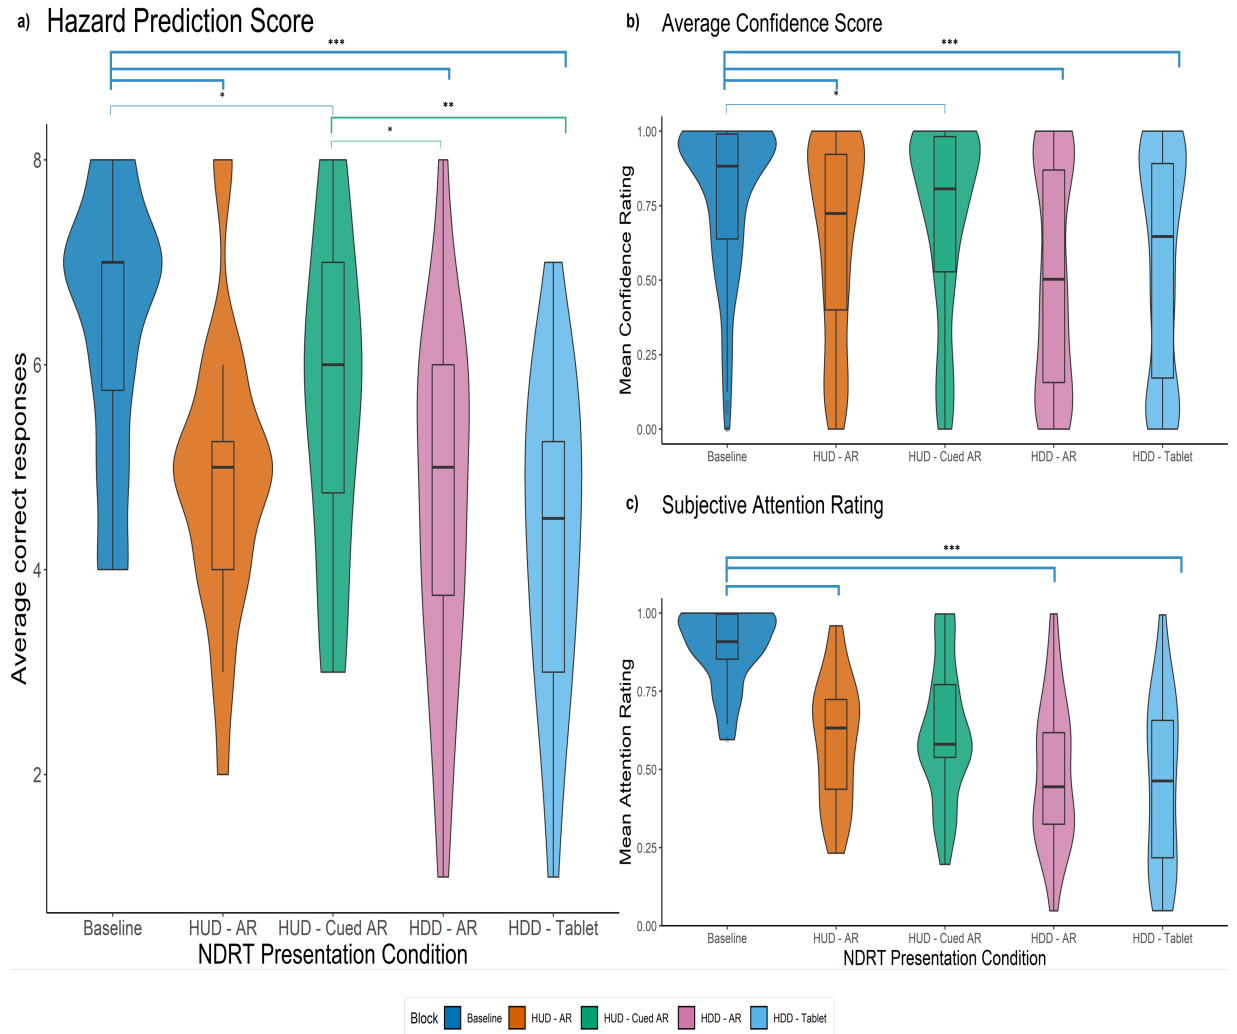 a) Hazard Prediction Score
***
*
**
*
8
6
4
2
Average correct responses
Baseline HUD - AR HUD - Cued AR HDD - AR HDD - Tablet
NDRT Presentation Condition
b) Average Confidence Score
***
*
1.00
0.75
0.50
0.25
0.00
Mean Confidence Rating
Baseline HUD - AR HUD - Cued AR HDD - AR HDD - Tablet
c) Subjective Attention Rating
***
1.00
0.75
0.50
0.25
0.00
Mean Attention Rating
Baseline HUD - AR HUD - Cued AR HDD - AR HDD - Tablet
NDRT Presentation Condition
Block Baseline HUD - AR HUD - Cued AR HDD - AR HDD - Tablet